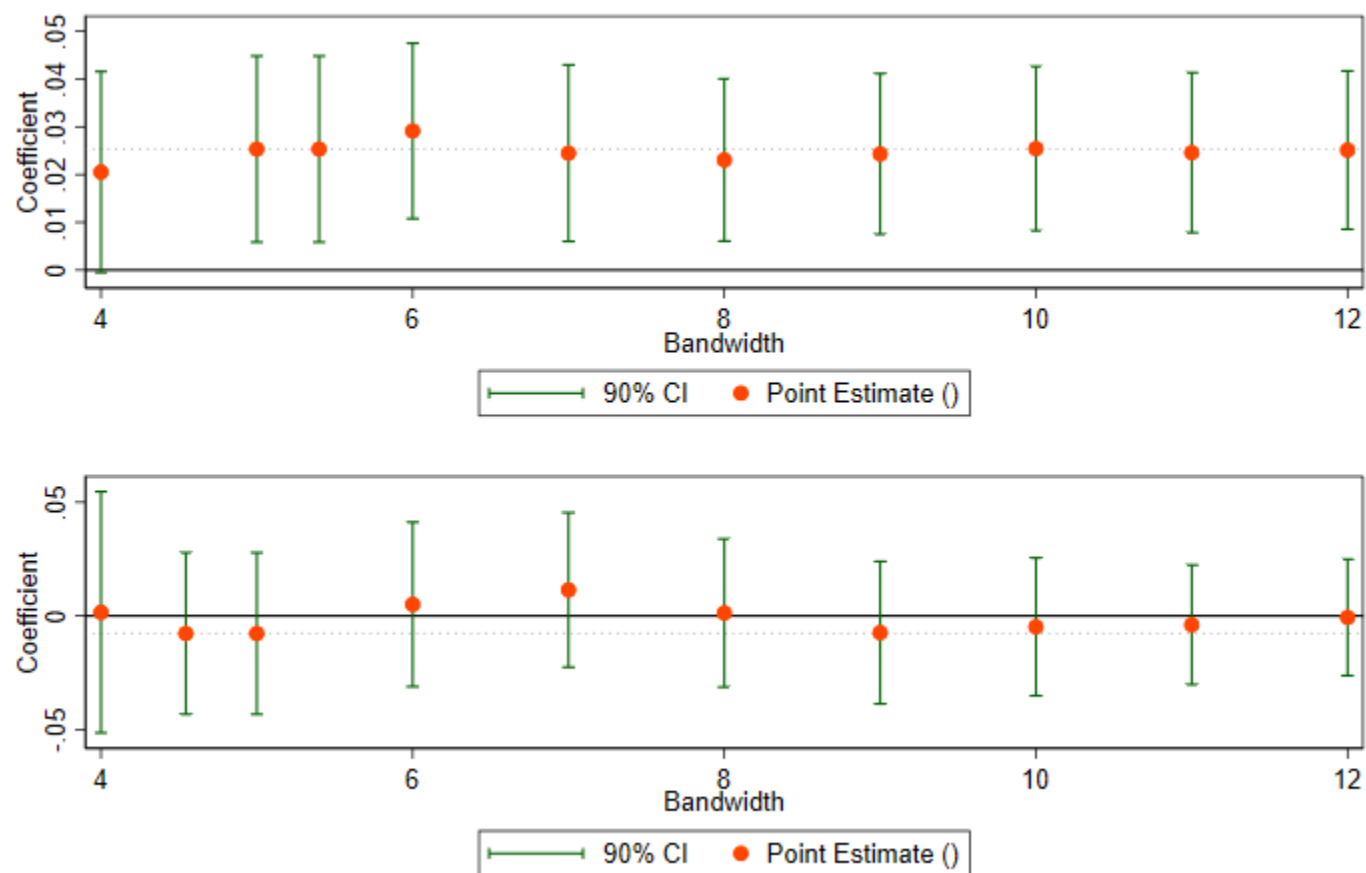 .05
.04
.03
.02
.01
0
Coefficient
4 6 8 10 12
Bandwidth
90% CI Point Estimate ()
.05
0
-.05
Coefficient
4 6 8 10 12
Bandwidth
90% CI Point Estimate ()